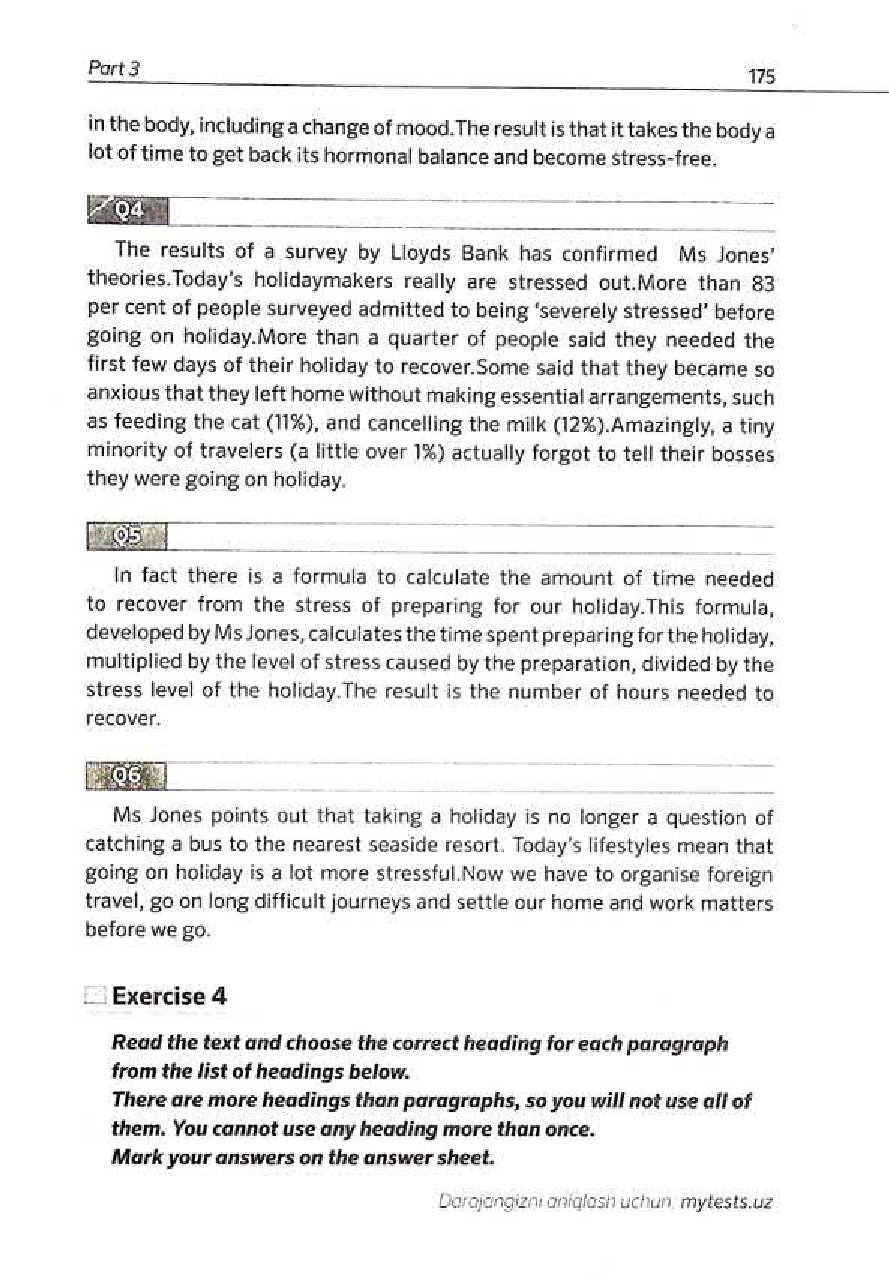 Part 3
175
in the body, including a change of mood.The result is that it takes the body a
lot of time to get back its hormonal balance and become stress-free.
Q4
The results of a survey by Lloyds Bank has confirmed Ms Jones'
theories.Today's holidaymakers really are stressed out.More than 83
per cent of people surveyed admitted to being 'severely stressed' before
going on holiday.More than a quarter of people said they needed the
first few days of their holiday to recover.Some said that they became so
anxious that they left home without making essential arrangements, such
as feeding the cat (11%), and cancelling the milk (12%).Amazingly, a tiny
minority of travelers (a little over 1%) actually forgot to tell their bosses
they were going on holiday.
Q5
In fact there is a formula to calculate the amount of time needed
to recover from the stress of preparing for our holiday.This formula,
developed by Ms Jones, calculates the time spent preparing for the holiday,
multiplied by the level of stress caused by the preparation, divided by the
stress level of the holiday.The result is the number of hours needed to
recover.
Q6
Ms Jones points out that taking a holiday is no longer a question of
catching a bus to the nearest seaside resort. Today's lifestyles mean that
going on holiday is a lot more stressful.Now we have to organise foreign
travel, go on long difficult journeys and settle our home and work matters
before we go.
Exercise 4
Read the text and choose the correct heading for each paragraph
from the list of headings below.
There are more headings than paragraphs, so you will not use all of
them. You cannot use any heading more than once.
Mark your answers on the answer sheet.
Darajangizni aniqlash uchun: mytests.uz